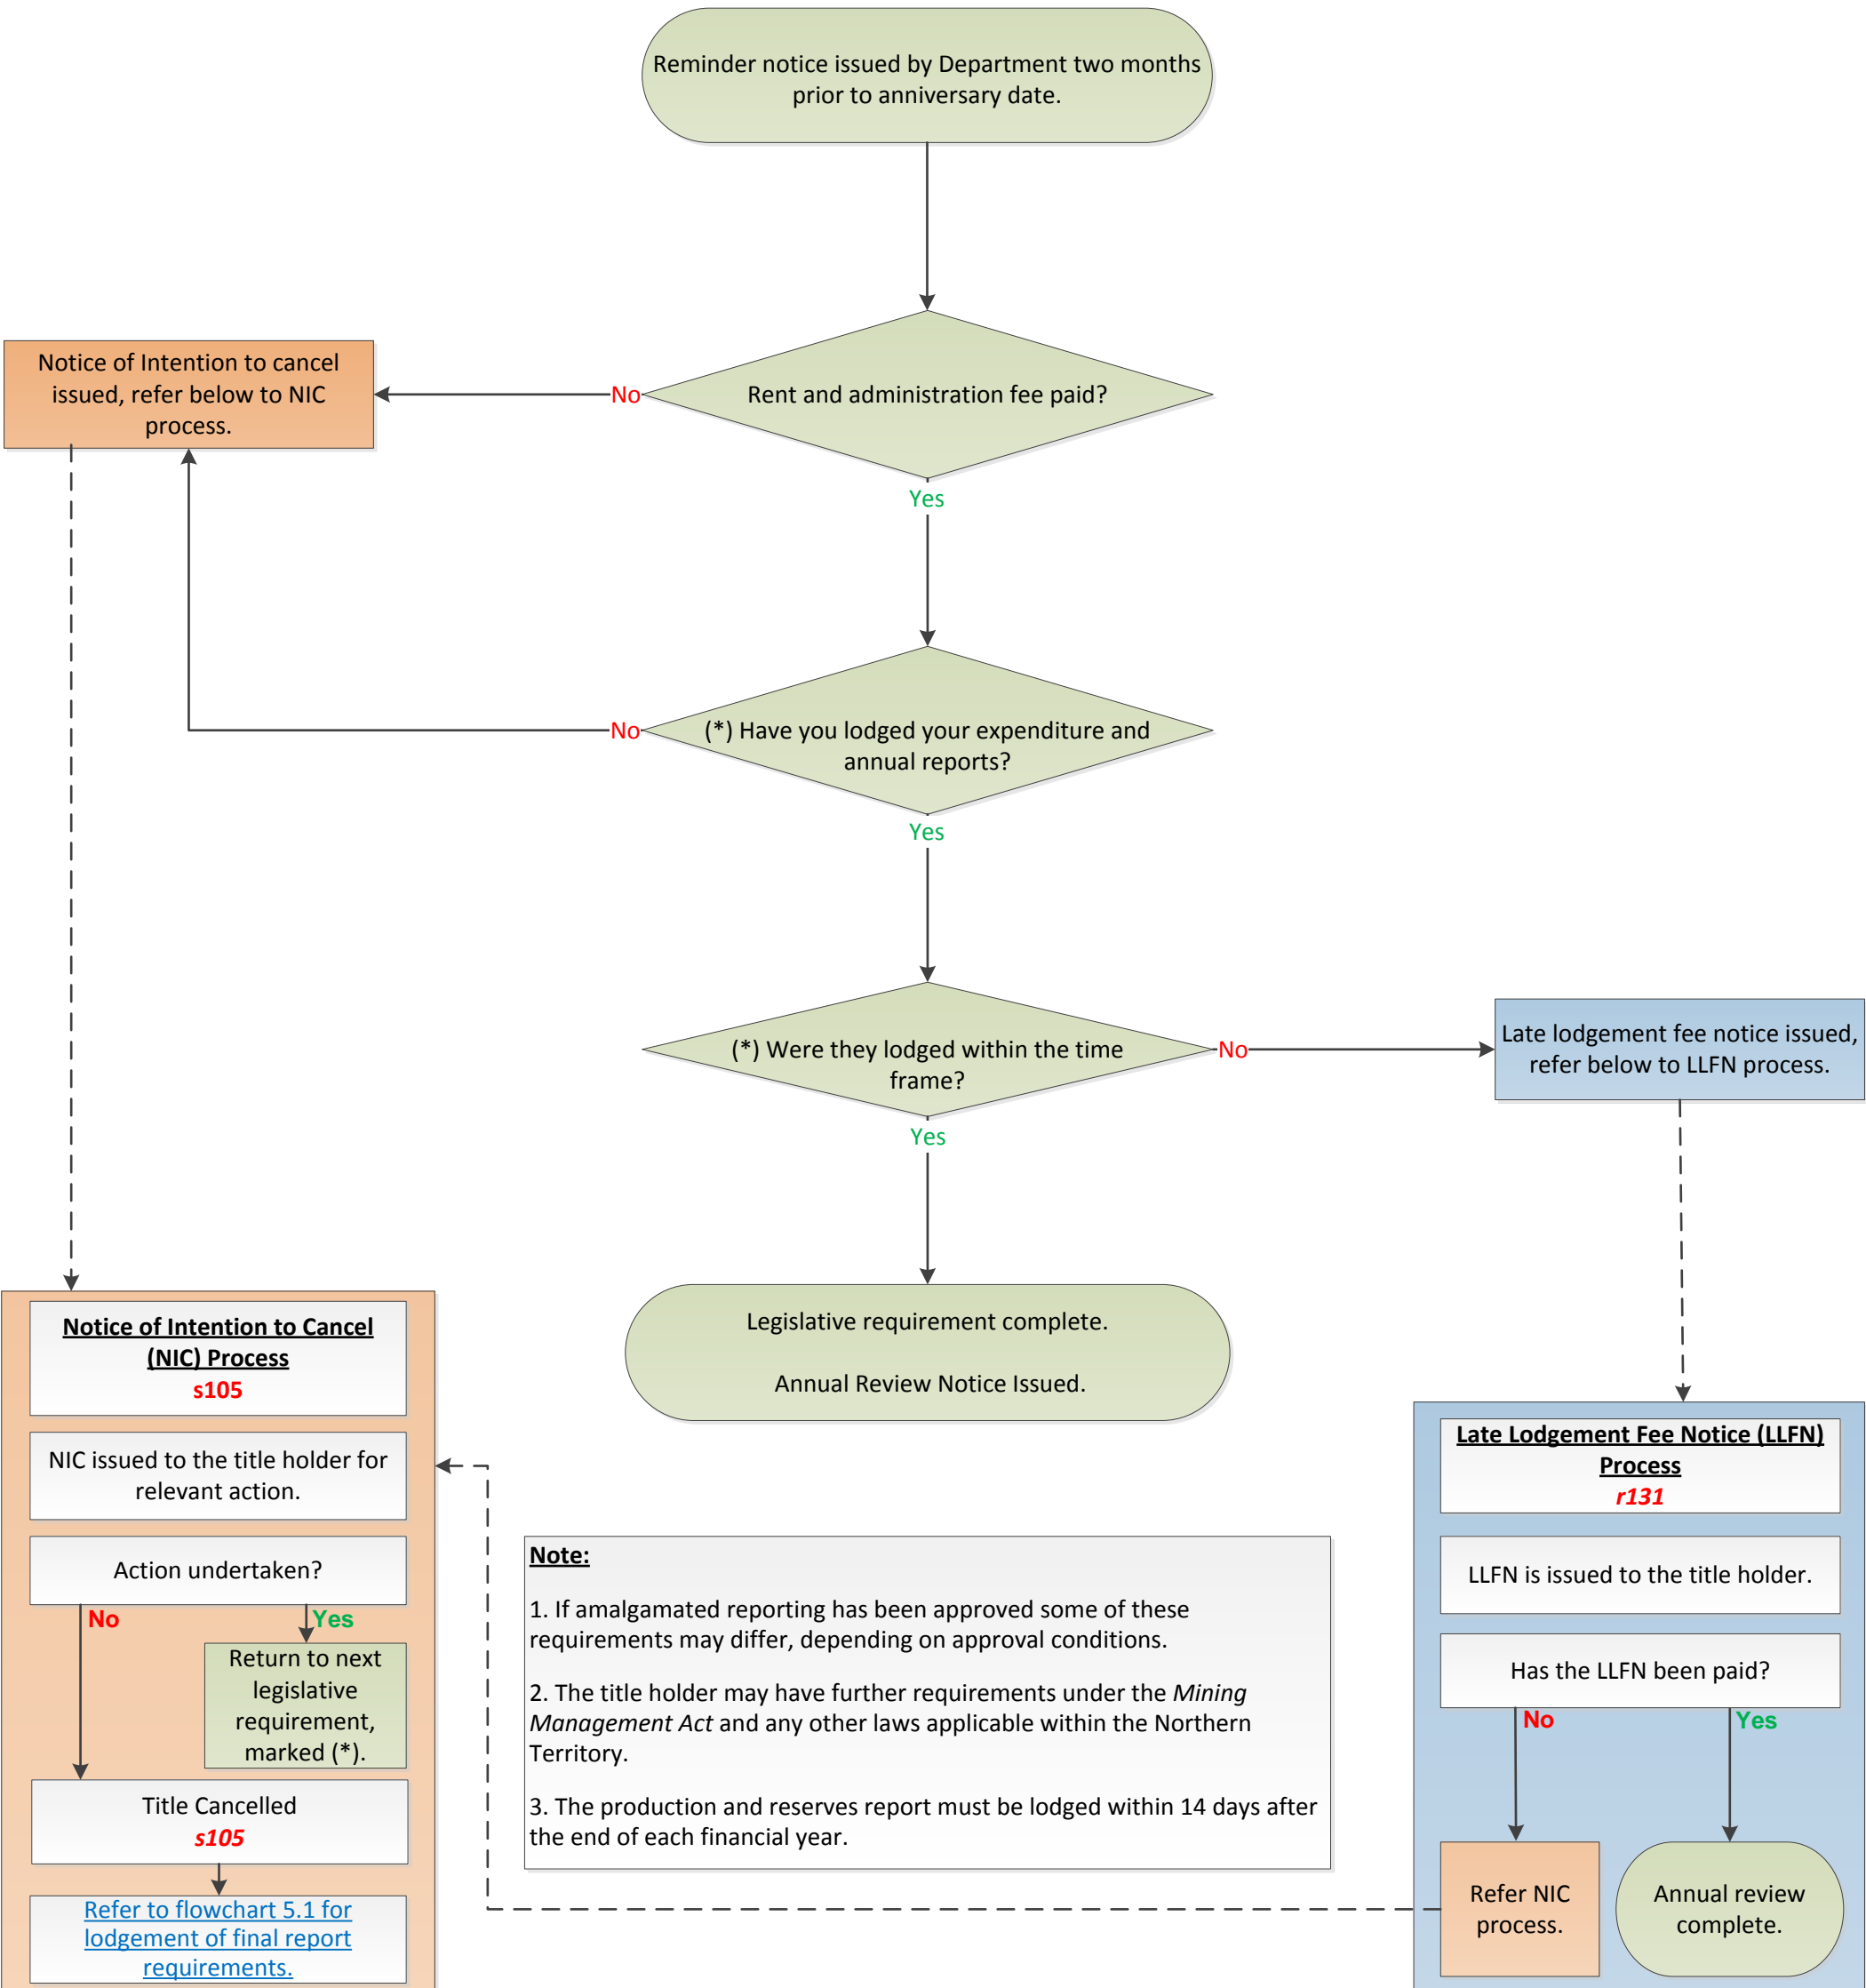 Reminder notice issued by Department two months
prior to anniversary date.
Notice of Intention to cancel
issued, refer below to NIC
process.
No
Rent and administration fee paid?
Yes
No
(*) Have you lodged your expenditure and
annual reports?
Yes
(*) Were they lodged within the time
frame?
No
Late lodgement fee notice issued,
refer below to LLFN process.
Yes
Legislative requirement complete.
Annual Review Notice Issued.
Notice of Intention to Cancel
(NIC) Process
s105
NIC issued to the title holder for
relevant action.
Action undertaken?
No
Yes
Return to next
legislative
requirement,
marked (*).
Title Cancelled
s105
Refer to flowchart 5.1 for
lodgement of final report
requirements.
Note:
1. If amalgamated reporting has been approved some of these
requirements may differ, depending on approval conditions.
2. The title holder may have further requirements under the Mining
Management Act and any other laws applicable within the Northern
Territory.
3. The production and reserves report must be lodged within 14 days after
the end of each financial year.
Late Lodgement Fee Notice (LLFN)
Process
r131
LLFN is issued to the title holder.
Has the LLFN been paid?
No
Yes
Refer NIC
process.
Annual review
complete.